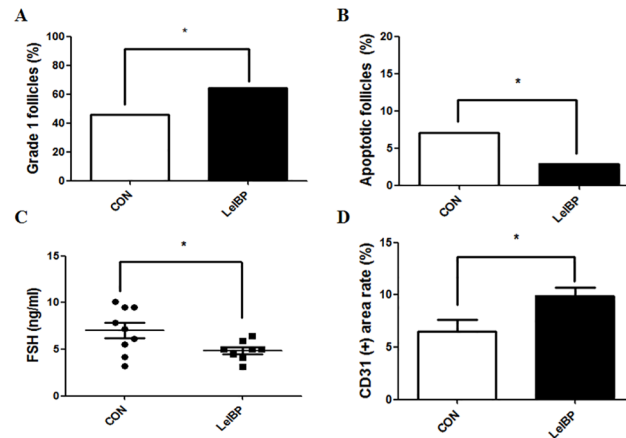 A
*
Grade 1 follicles (%)
100
80
60
40
20
0
CON
LeIBP
B
*
Apoptotic follicles (%)
20
15
10
5
0
CON
LeIBP
C
*
FSH (ng/ml)
15
10
5
0
CON
LeIBP
D
*
CD31 (+) area rate (%)
15
10
5
0
CON
LeIBP